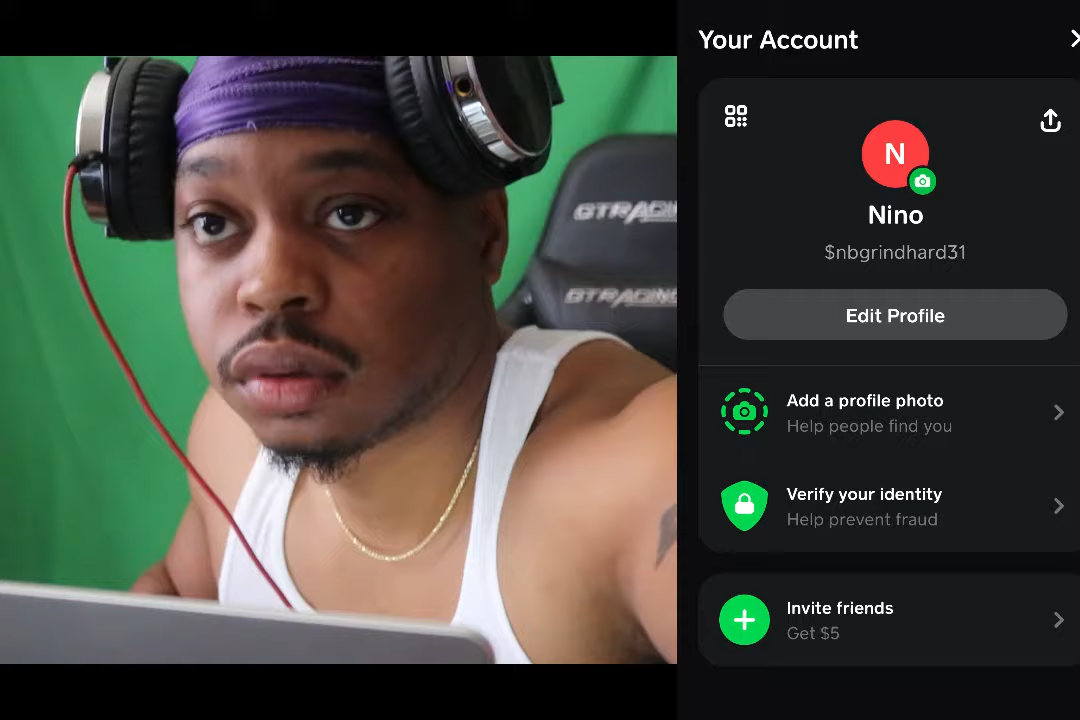 GTRACING
GTRACING
Your Account
N
Nino
$nbgrindhard31
Edit Profile
Add a profile photo
Help people find you
Verify your identity
Help prevent fraud
Invite friends
Get $5